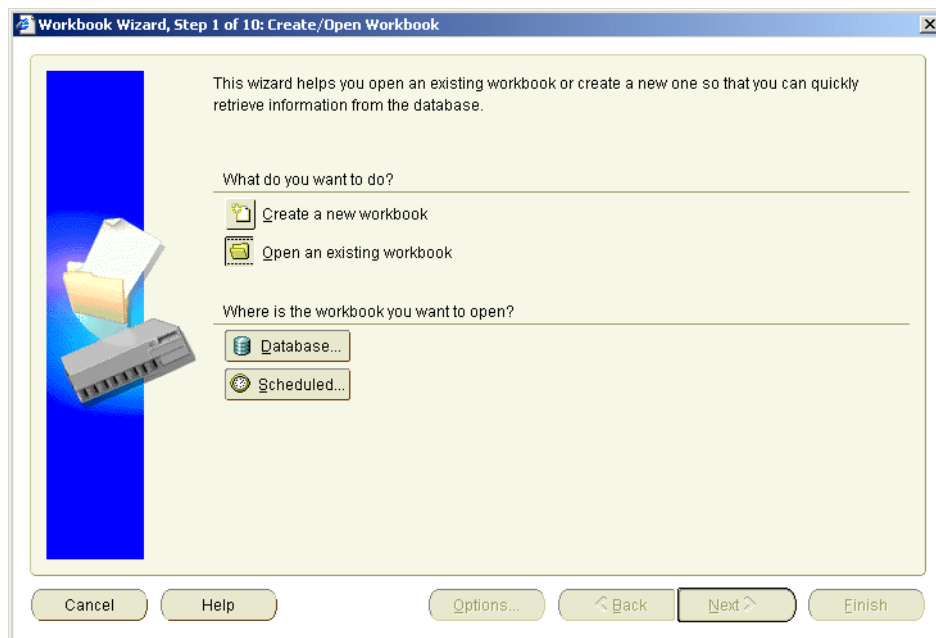 Workbook Wizard, Step 1 of 10: Create/Open Workbook
This wizard helps you open an existing workbook or create a new one so that you can quickly
retrieve information from the database.
What do you want to do?
Create a new workbook
Open an existing workbook
Where is the workbook you want to open?
Database...
Scheduled...
Cancel
Help
Options...
Back
Next
Finish